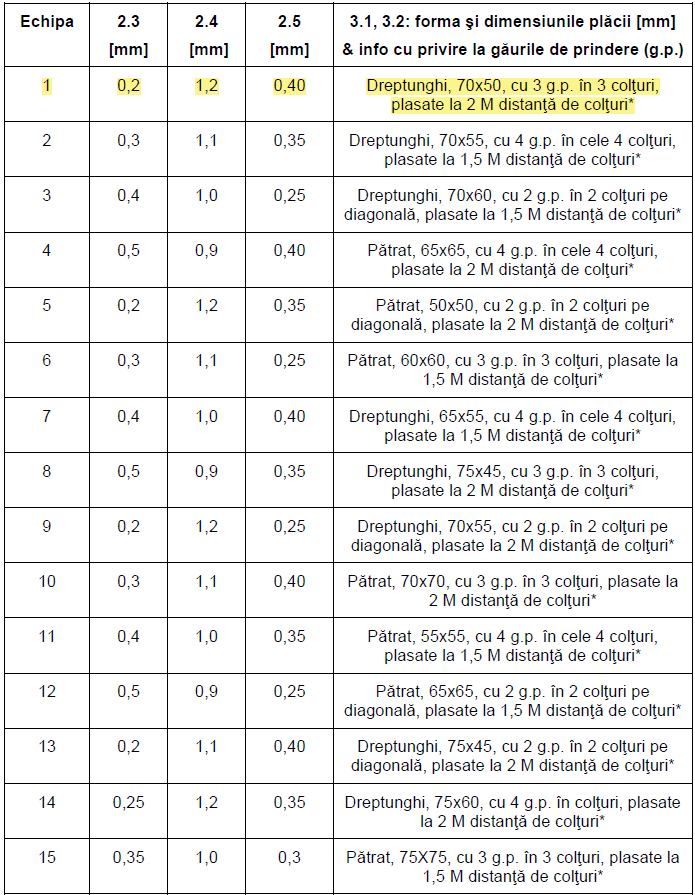 Echipa 2.3 2.4 2.5 3.1, 3.2: forma şi dimensiunile plăcii [mm]
[mm] [mm] [mm] & info cu privire la găurile de prindere (g.p.)
1 0,2 1,2 0,40 Dreptunghi, 70x50, cu 3 g.p. în 3 colţuri,
plasate la 2 M distanţă de colţuri*
2 0,3 1,1 0,35 Dreptunghi, 70x55, cu 4 g.p. în cele 4 colţuri,
plasate la 1,5 M distanţă de colţuri*
3 0,4 1,0 0,25 Dreptunghi, 70x60, cu 2 g.p. în 2 colţuri pe
diagonală, plasate la 1,5 M distanţă de colţuri*
4 0,5 0,9 0,40 Pătrat, 65x65, cu 4 g.p. în cele 4 colţuri,
plasate la 2 M distanţă de colţuri*
5 0,2 1,2 0,35 Pătrat, 50x50, cu 2 g.p. în 2 colţuri pe
diagonală, plasate la 2 M distanţă de colţuri*
6 0,3 1,1 0,25 Pătrat, 60x60, cu 3 g.p. în 3 colţuri, plasate la
1,5 M distanţă de colţuri*
7 0,4 1,0 0,40 Dreptunghi, 65x55, cu 4 g.p. în cele 4 colţuri,
plasate la 1,5 M distanţă de colţuri*
8 0,5 0,9 0,35 Dreptunghi, 75x45, cu 3 g.p. în 3 colţuri,
plasate la 2 M distanţă de colţuri*
9 0,2 1,2 0,25 Dreptunghi, 70x55, cu 2 g.p. în 2 colţuri pe
diagonală, plasate la 2 M distanţă de colţuri*
10 0,3 1,1 0,40 Pătrat, 70x70, cu 3 g.p. în 3 colţuri, plasate la
2 M distanţă de colţuri*
11 0,4 1,0 0,35 Pătrat, 55x55, cu 4 g.p. în cele 4 colţuri,
plasate la 1,5 M distanţă de colţuri*
12 0,5 0,9 0,25 Pătrat, 65x65, cu 2 g.p. în 2 colţuri pe
diagonală, plasate la 1,5 M distanţă de colţuri*
13 0,2 1,1 0,40 Dreptunghi, 75x45, cu 2 g.p. în 2 colţuri pe
diagonală, plasate la 2 M distanţă de colţuri*
14 0,25 1,2 0,35 Dreptunghi, 75x60, cu 4 g.p. în colţuri, plasate
la 2 M distanţă de colţuri*
15 0,35 1,0 0,3 Pătrat, 75X75, cu 3 g.p. în 3 colţuri, plasate la
1,5 M distanţă de colţuri*